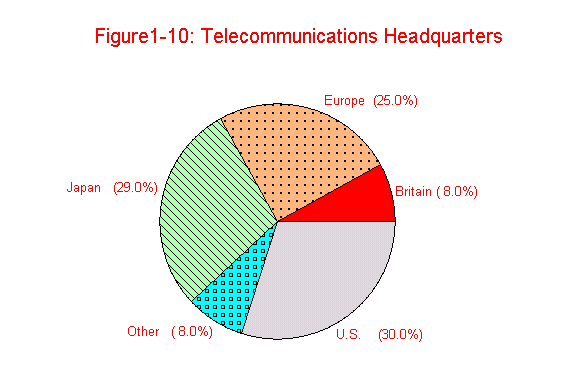 Figure1-10: Telecommunications Headquarters
Europe (25.0%)
Japan (29.0%)
Britain ( 8.0%)
Other ( 8.0%)
U.S. (30.0%)